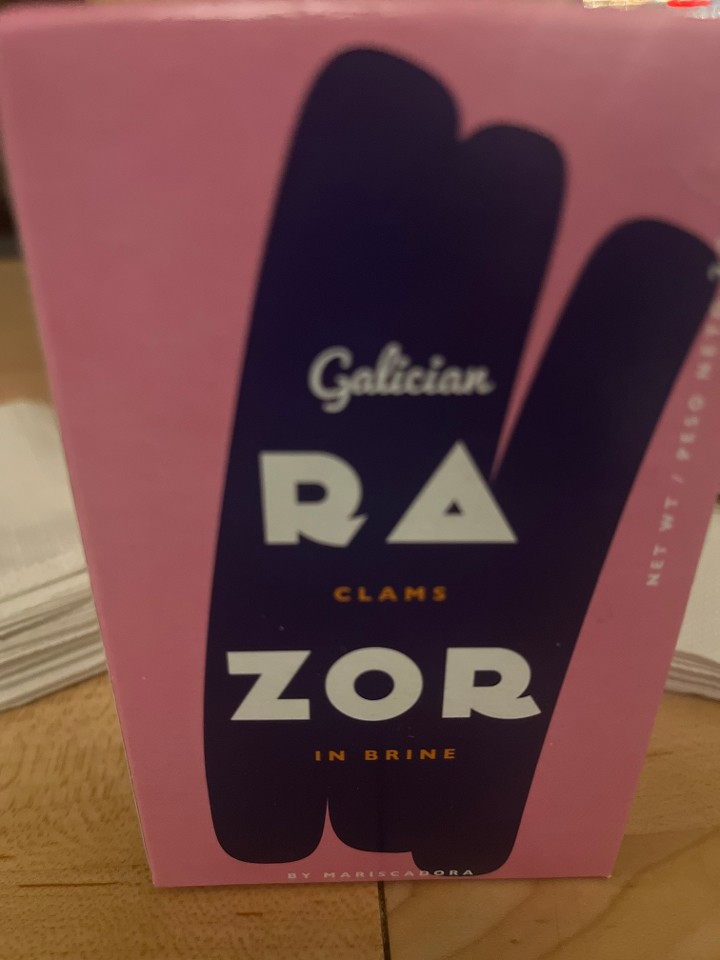 Galician
RA
CLAMS
ZOR
IN BRINE
BY MARISCADORA
NET WT / PESO NETO